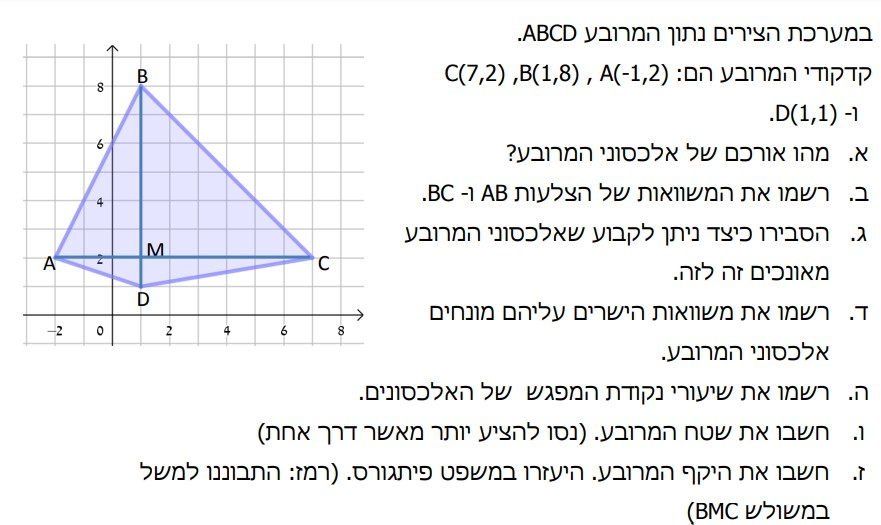 במערכת הצירים נתון המרובע ABCD.
קדקודי המרובע הם: A(-1,2) , B(1,8), C(7,2)
ו- D(1,1).
א. מהו אורכם של אלכסוני המרובע?
ב. רשמו את המשוואות של הצלעות AB ו- BC.
ג. הסבירו כיצד ניתן לקבוע שאלכסוני המרובע
מאונכים זה לזה.
ד. רשמו את משוואות הישרים עליהם מונחים
אלכסוני המרובע.
ה. רשמו את שיעורי נקודת המפגש של האלכסונים.
ו. חשבו את שטח המרובע. (נסו להציע יותר מאשר דרך אחת)
ז. חשבו את היקף המרובע. היעזרו במשפט פיתגורס. (רמז: התבוננו למשל
במשולש BMC)
B
8
6
4
A 2 M C
D
−2 0 2 4 6 8